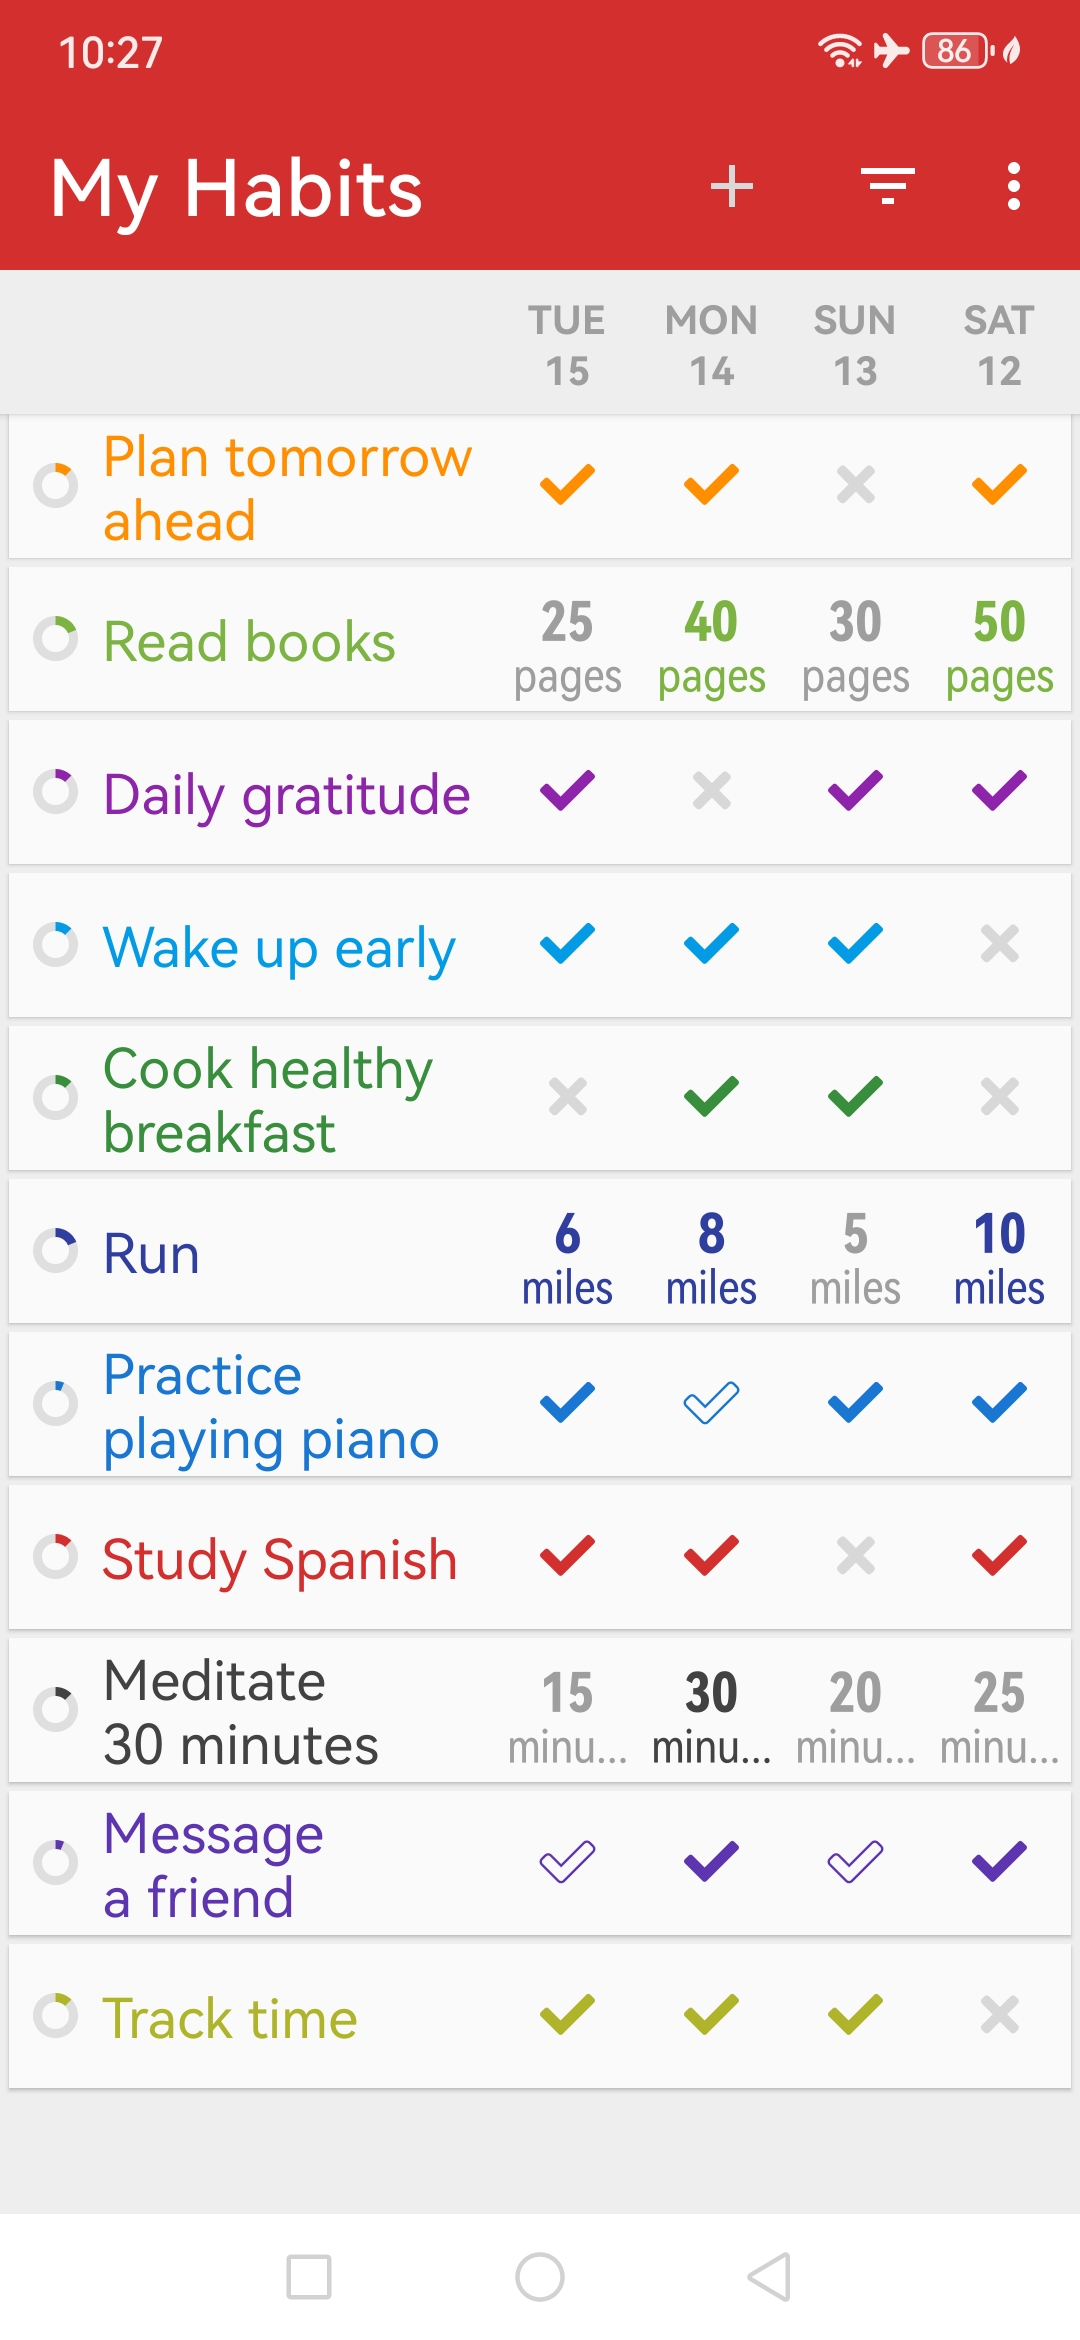 10:27
86
My Habits
TUE MON SUN SAT
15 14 13 12
Plan tomorrow
ahead
Read books
25 40 30 50
pages pages pages pages
Daily gratitude
Wake up early
Cook healthy
breakfast
Run
6 8 5 10
miles miles miles miles
Practice
playing piano
Study Spanish
Meditate
30 minutes
15 30 20 25
minu... minu... minu... minu...
Message
a friend
Track time